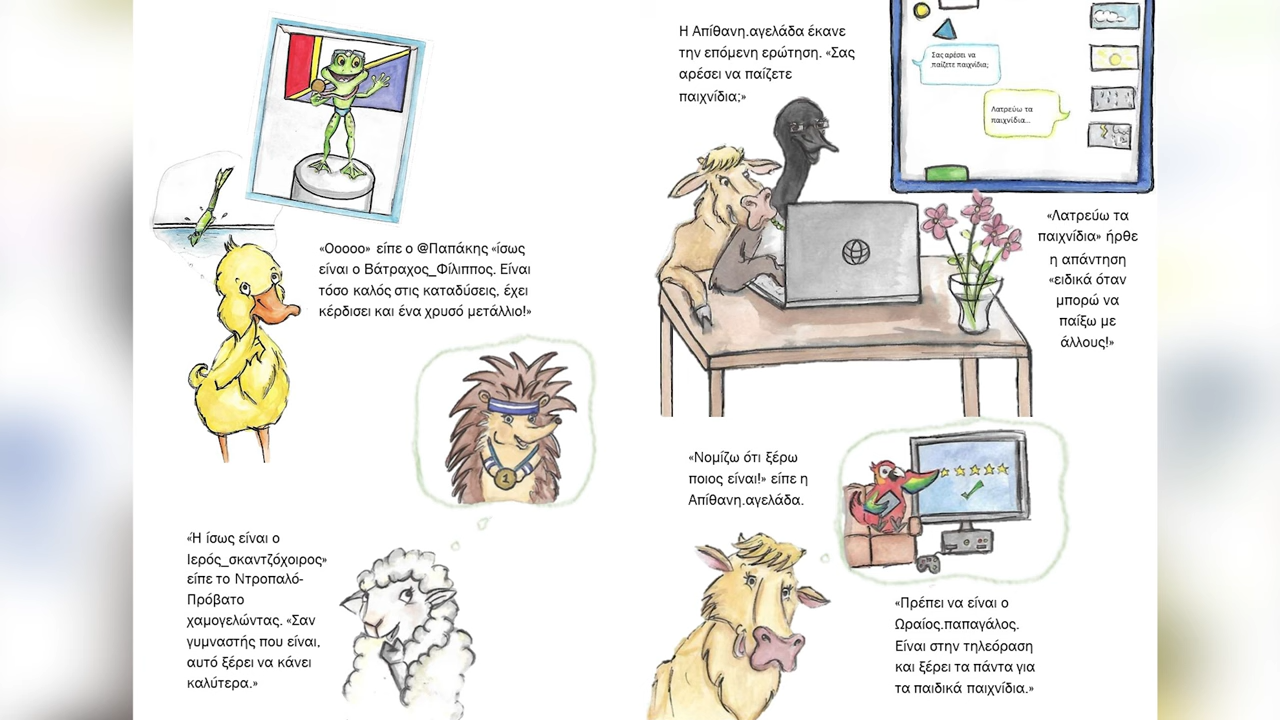 «Οοοοο» είπε ο @Παπάκης «ίσως
είναι ο Βάτραχος_Φίλιππος. Είναι
τόσο καλός στις καταδύσεις, έχει
κέρδισει και ένα χρυσό μετάλλιο!»
1
«Ή ίσως είναι ο
Ιερός_σκαντζόχοιρος»
είπε το Ντροπαλό-
Πρόβατο
χαμογελώντας. «Σαν
γυμναστής που είναι,
αυτό ξέρει να κάνει
καλύτερα.»
Η Απίθανη.αγελάδα έκανε
την επόμενη ερώτηση. «Σας
αρέσει να παίζετε
παιχνίδια;»
Σας αρέσει να
παίζετε παιχνίδια;
Λατρεύω τα
παιχνίδια...
«Λατρεύω τα
παιχνίδια» ήρθε
η απάντηση
«ειδικά όταν
μπορώ να
παίξω με
άλλους!»
«Νομίζω ότι ξέρω
ποιος είναι!» είπε η
Απίθανη.αγελάδα.
«Πρέπει να είναι ο
Ωραίος.παπαγάλος.
Είναι στην τηλεόραση
και ξέρει τα πάντα για
τα παιδικά παιχνίδια.»